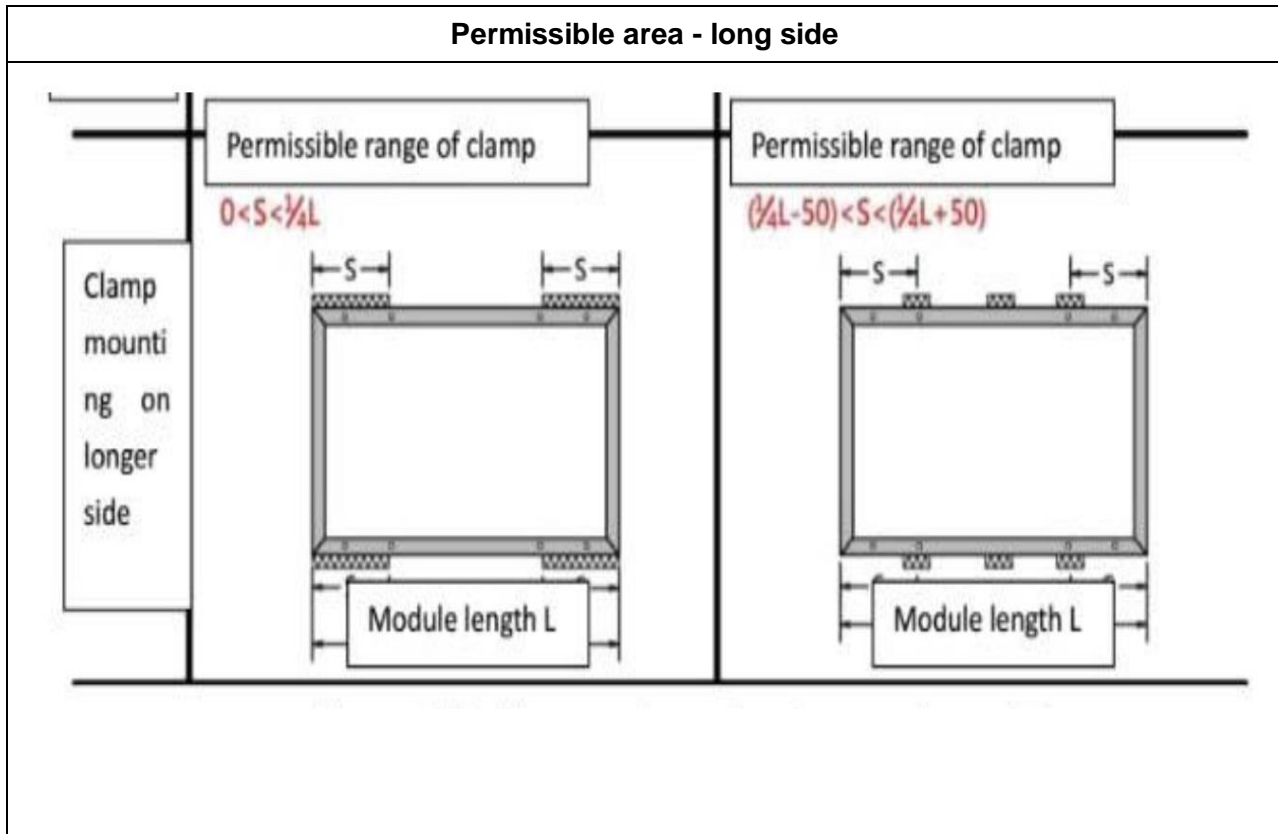 Permissible area - long side
Permissible range of clamp
0<S<¼L
Permissible range of clamp
(¼L-50)<S<(¼L+50)
Clamp
mounti
ng on
longer
side
S
S
S
S
Module length L
Module length L